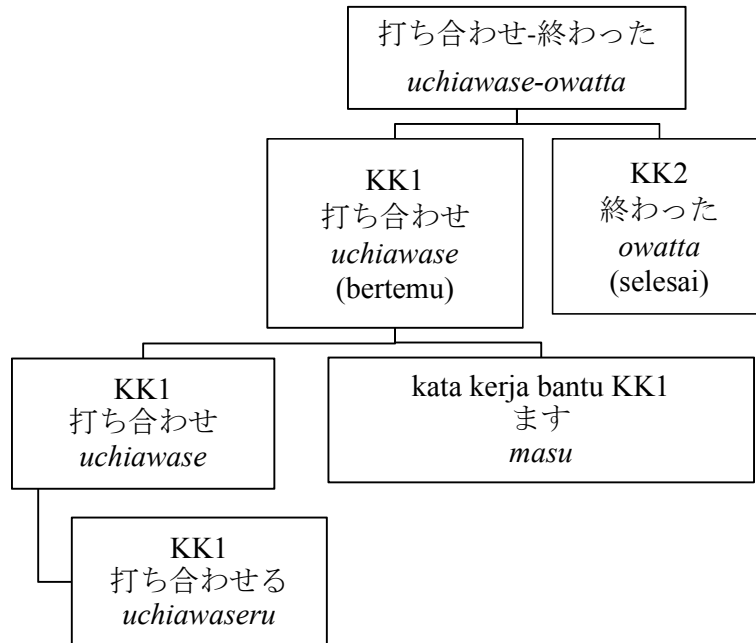 打ち合わせ-終わった
uchiawase-owatta
KK1
打ち合わせ
uchiawase
(bertemu)
KK2
終わった
owatta
(selesai)
KK1
打ち合わせ
uchiawase
kata kerja bantu KK1
ます
masu
KK1
打ち合わせる
uchiawaseru